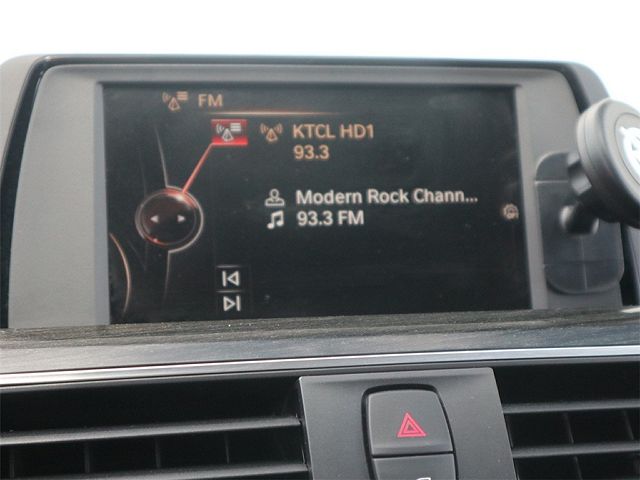 FM
KTCL HD1
93.3
Modern Rock Chann...
93.3 FM